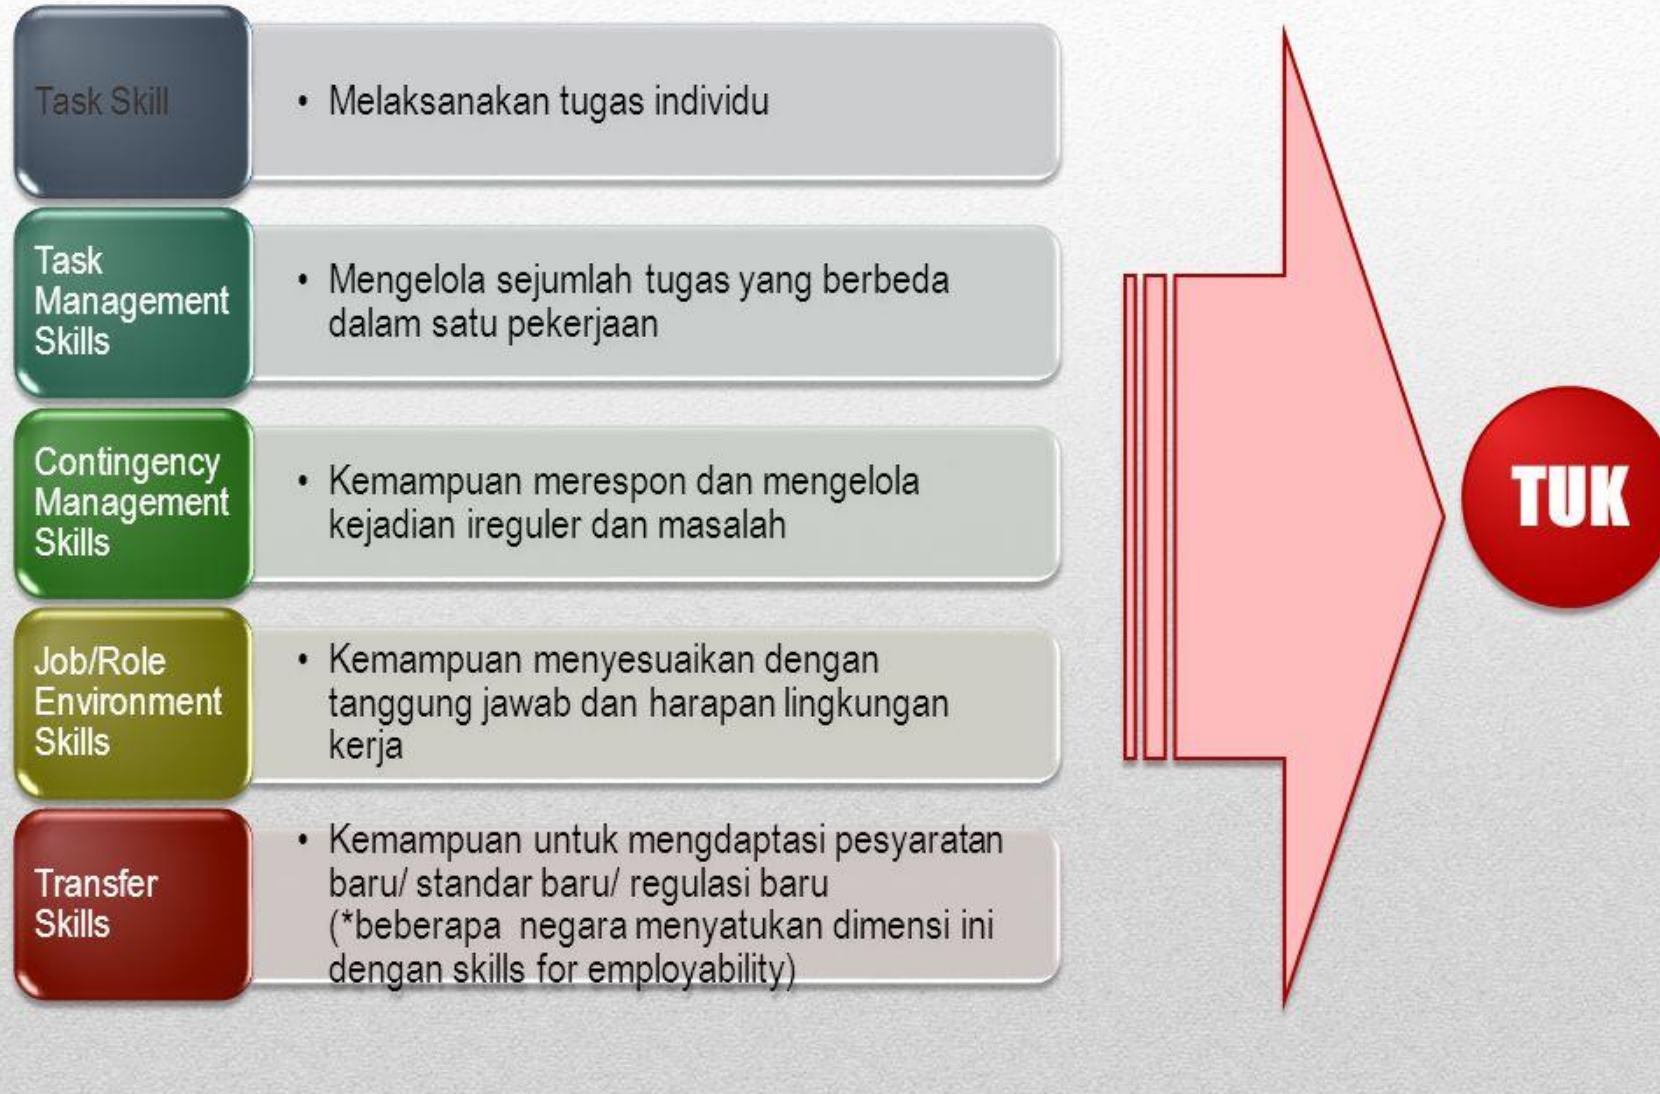 Task Skill
• Melaksanakan tugas individu
Task
Management
Skills
• Mengelola sejumlah tugas yang berbeda
dalam satu pekerjaan
Contingency
Management
Skills
• Kemampuan merespon dan mengelola
kejadian ireguler dan masalah
Job/Role
Environment
Skills
• Kemampuan menyesuaikan dengan
tanggung jawab dan harapan lingkungan
kerja
Transfer
Skills
• Kemampuan untuk mengdaptasi pesyaratan
baru/ standar baru/ regulasi baru
(*beberapa negara menyatukan dimensi ini
dengan skills for employability)
TUK